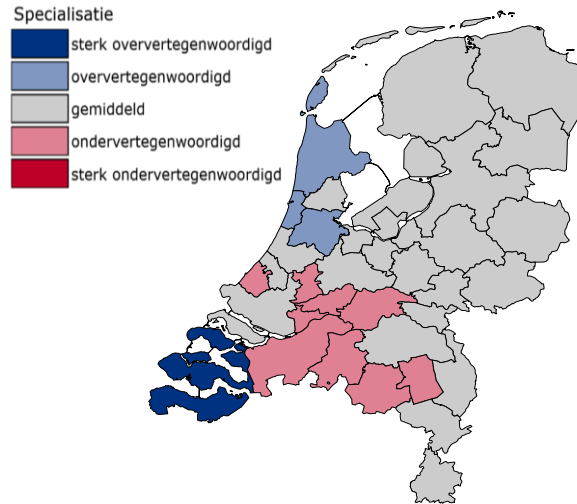 Specialisatie
sterk oververtegenwoordigd
oververtegenwoordigd
gemiddeld
ondervertegenwoordigd
sterk ondervertegenwoordigd